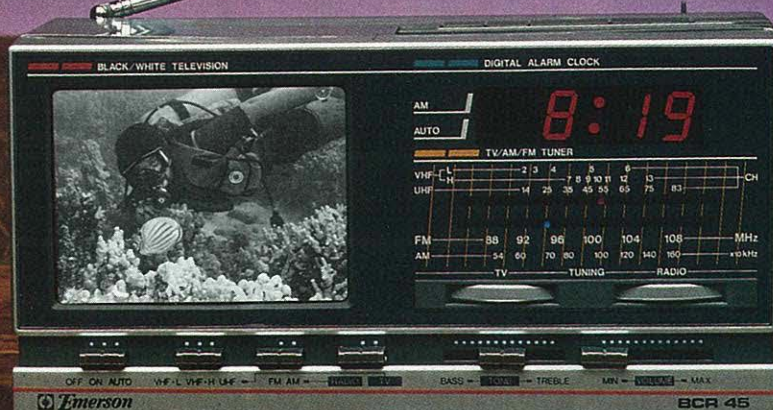 BLACK/WHITE TELEVISION
DIGITAL ALARM CLOCK
AM
AUTO
8:19
TV/AM/FM TUNER
VHF L 2 3 4 5 6
H 7 8 9 10 11 12 13 CH
UHF 14 25 35 45 55 65 75 83
FM 88 92 96 100 104 108 MHz
AM 54 60 70 80 100 120 140 160 x10kHz
TV TUNING RADIO
OFF ON AUTO VHF-L VHF-H UHF FM AM RADIO TV BASS TONE TREBLE MIN VOLUME MAX
Emerson
BCR 45